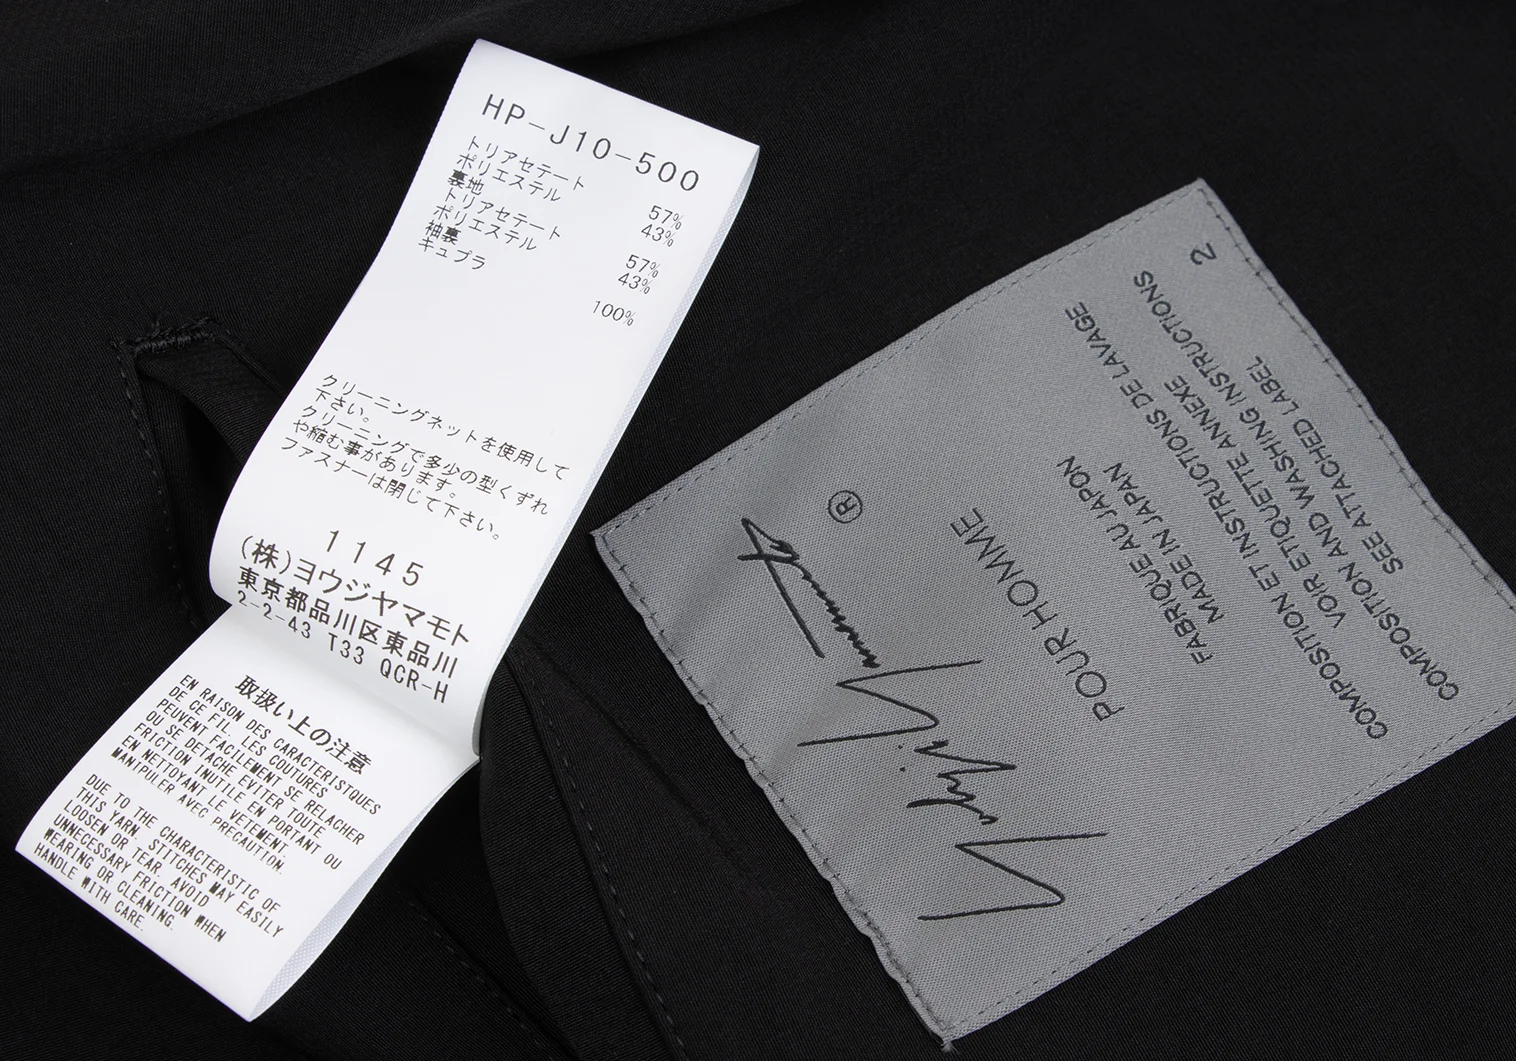 HP-J10-500
トリアセテート 57%
ポリエステル 43%
裏地
トリアセテート 57%
ポリエステル 43%
袖裏
キュプラ 100%
クリーニングネットを使用して
下さい。
クリーニングで多少の型くずれ
や縮む事があります。
ファスナーは閉じて下さい。
1145
(株)ヨウジヤマモト
東京都品川区東品川
2-2-43 T33 QCR-H
取扱い上の注意
EN RAISON DES CARACTERISTQUES
DE CE FIL, LES COUTURES
PEUVENT FACILEMENT SE RELACHER
OU SE DETACHE EVITER TOUTE
FRICTION INUTILE EN PORTANT OU
EN NETTOYANT LE VETEMENT.
MANIPULER AVEC PRECAUTION.
DUE TO THE CHARACTERISTIC OF
THIS YARN, STITCHES MAY EASILY
LOOSEN OR TEAR. AVOID
UNNECESSARY FRICTION WHEN
WEARING OR CLEANING.
HANDLE WITH CARE.
Yohji Yamamoto ®
POUR HOMME
FABRIQUE AU JAPON
MADE IN JAPAN
COMPOSITION ET INSTRUCTIONS DE LAVAGE
VOIR ETIQUETTE ANNEXE
COMPOSITION AND WASHING INSTRUCTIONS
SEE ATTACHED LABEL
2